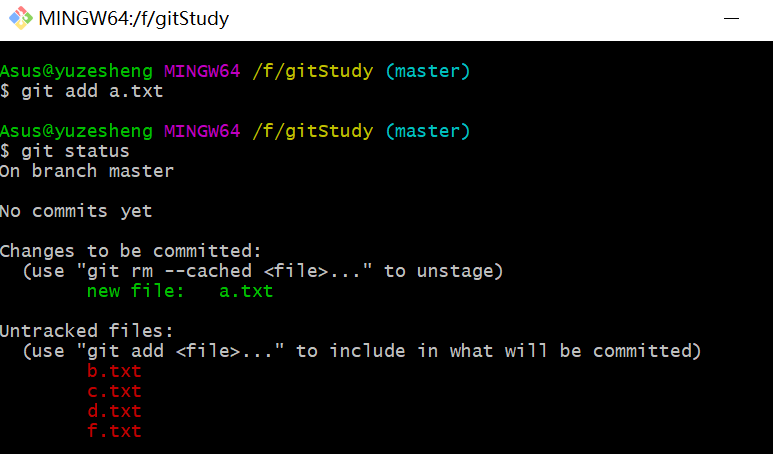 MINGW64:/f/gitStudy
Asus@yuzesheng MINGW64 /f/gitStudy (master)
$ git add a.txt
Asus@yuzesheng MINGW64 /f/gitStudy (master)
$ git status
On branch master
No commits yet
Changes to be committed:
(use "git rm --cached <file>..." to unstage)
new file: a.txt
Untracked files:
(use "git add <file>..." to include in what will be committed)
b.txt
c.txt
d.txt
f.txt